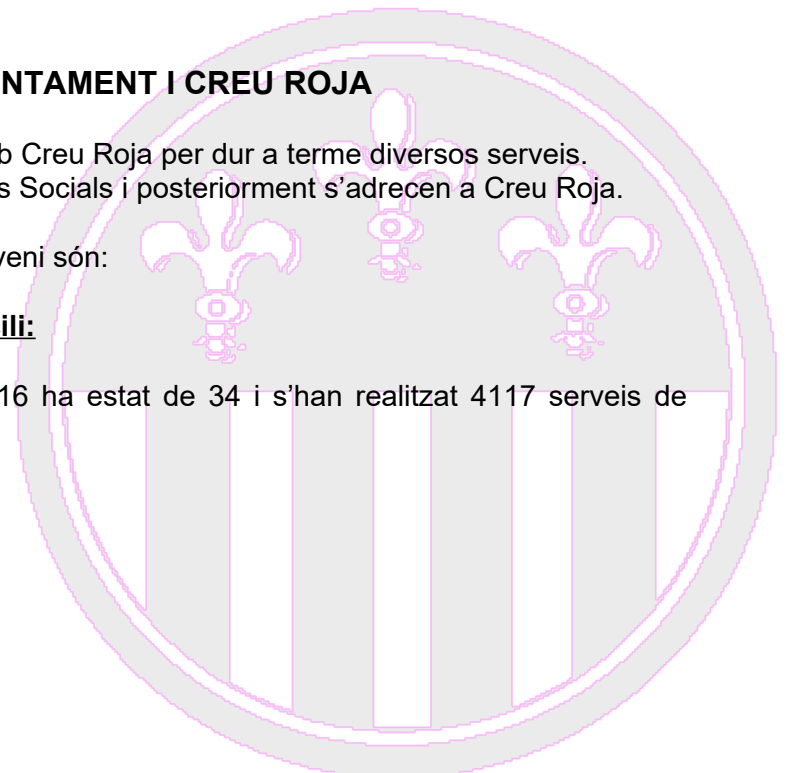 NTAMENT I CREU ROJA
b Creu Roja per dur a terme diversos serveis.
s Socials i posteriorment s’adrecen a Creu Roja.
veni són:
ili:
16 ha estat de 34 i s’han realitzat 4117 serveis de